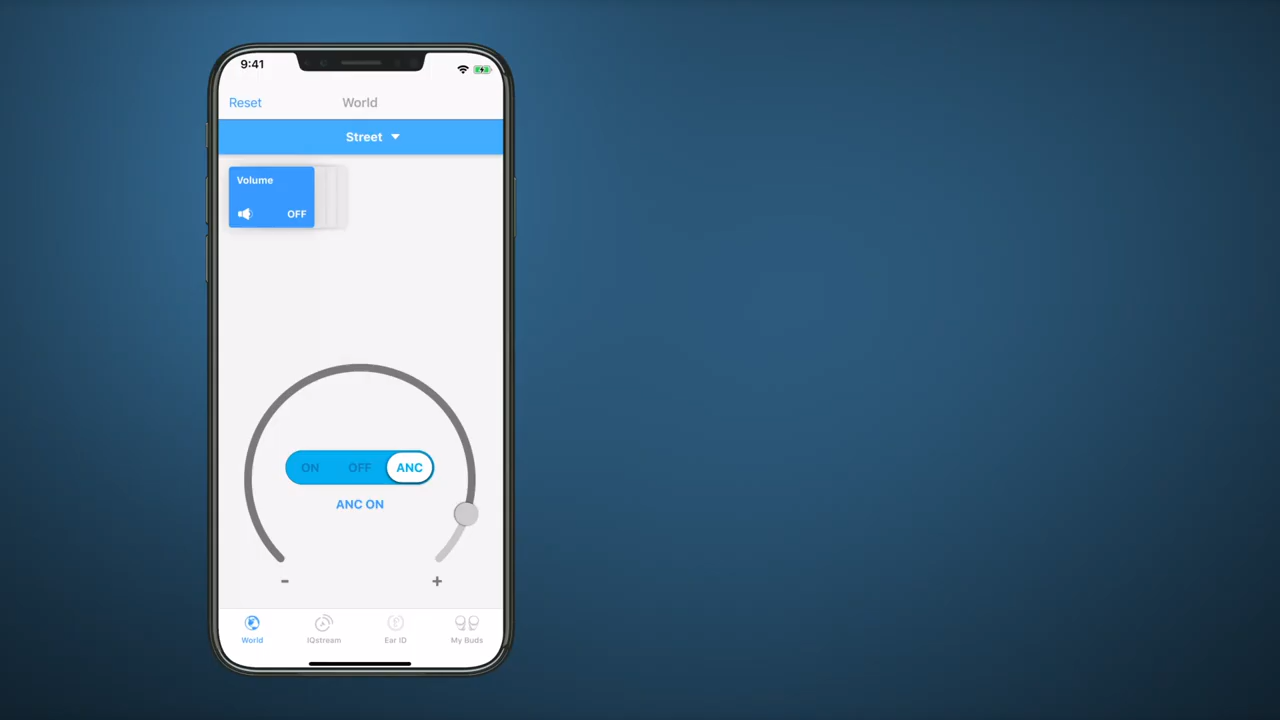 9:41
Reset World
Street
Volume
OFF
ON OFF ANC
ANC ON
- +
World IQstream Ear ID My Buds